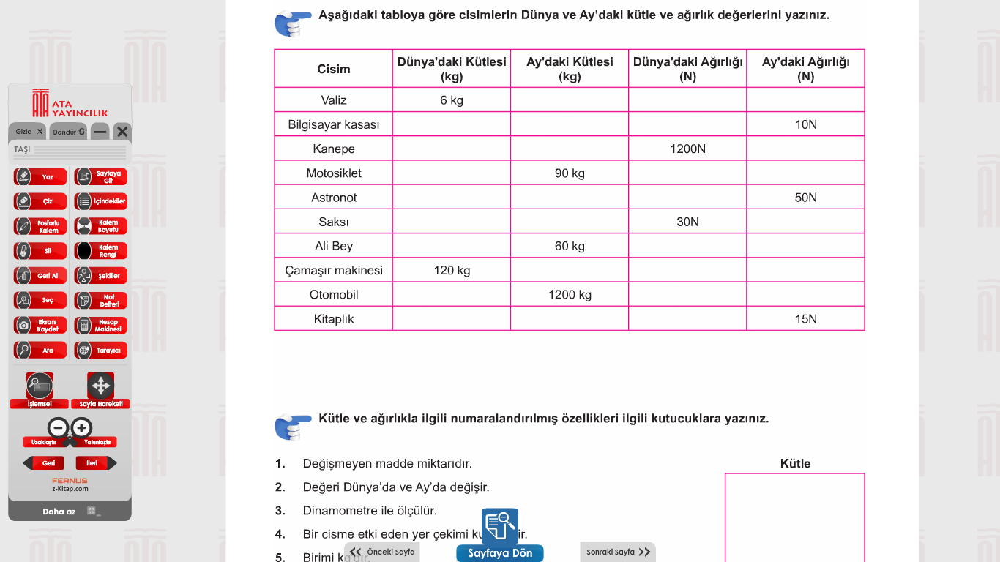 Aşağıdaki tabloya göre cisimlerin Dünya ve Ay’daki kütle ve ağırlık değerlerini yazınız.
Cisim Dünya'daki Kütlesi (kg) Ay'daki Kütlesi (kg) Dünya'daki Ağırlığı (N) Ay'daki Ağırlığı (N)
Valiz 6 kg
Bilgisayar kasası 10N
Kanepe 1200N
Motosiklet 90 kg
Astronot 50N
Saksı 30N
Ali Bey 60 kg
Çamaşır makinesi 120 kg
Otomobil 1200 kg
Kitaplık 15N
Kütle ve ağırlıkla ilgili numaralandırılmış özellikleri ilgili kutucuklara yazınız.
1. Değişmeyen madde miktarıdır.
2. Değeri Dünya’da ve Ay’da değişir.
3. Dinamometre ile ölçülür.
4. Bir cisme etki eden yer çekimi
5. Birimi
Kütle
ATA
YAYINCILIK
Gizle Döndür
TAŞI
Yaz Sayfaya Git
Çiz İçindekiler
Fosforlu Kalem Kalem Boyutu
Sil Kalem Rengi
Geri Al Şekiller
Seç Not Defteri
Ekranı Kaydet Hesap Makinesi
Ara Tarayıcı
İşlemsel Sayfa Hareketi
Uzaklaştır Yakınlaştır
Geri İleri
FERNUS
z-Kitap.com
Daha az
Önceki Sayfa Sayfaya Dön Sonraki Sayfa